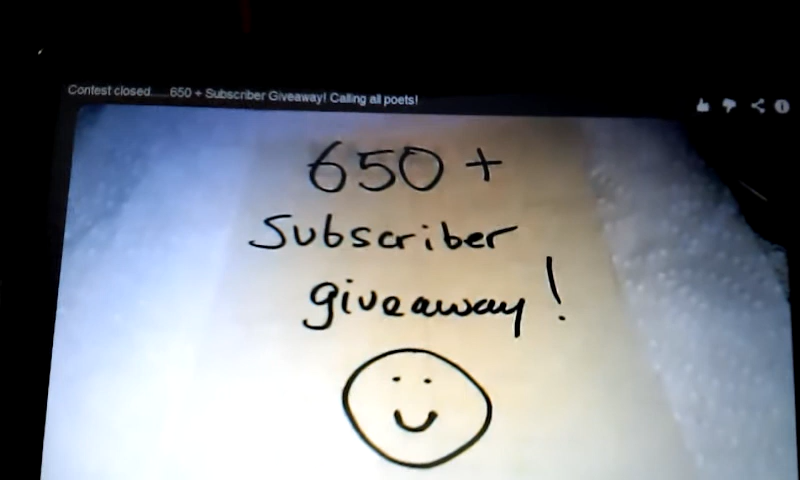 Contest closed..... 650 + Subscriber Giveaway! Calling all poets!
650 +
Subscriber
giveaway!